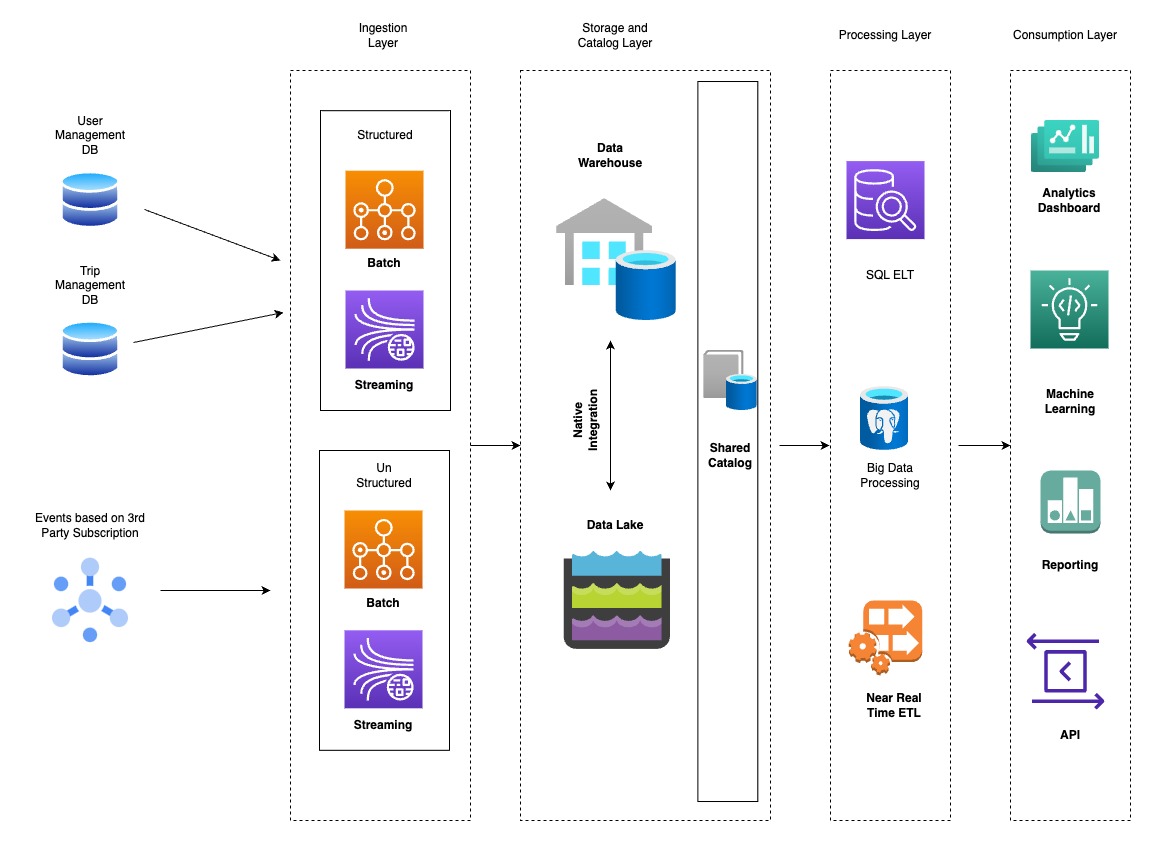 Ingestion
Layer
Storage and
Catalog Layer
Processing Layer
Consumption Layer
User
Management
DB
Trip
Management
DB
Events based on 3rd
Party Subscription
Structured
Batch
Streaming
Un
Structured
Batch
Streaming
Data
Warehouse
Native
Integration
Data Lake
Shared
Catalog
SQL ELT
Big Data
Processing
Near Real
Time ETL
Analytics
Dashboard
Machine
Learning
Reporting
API